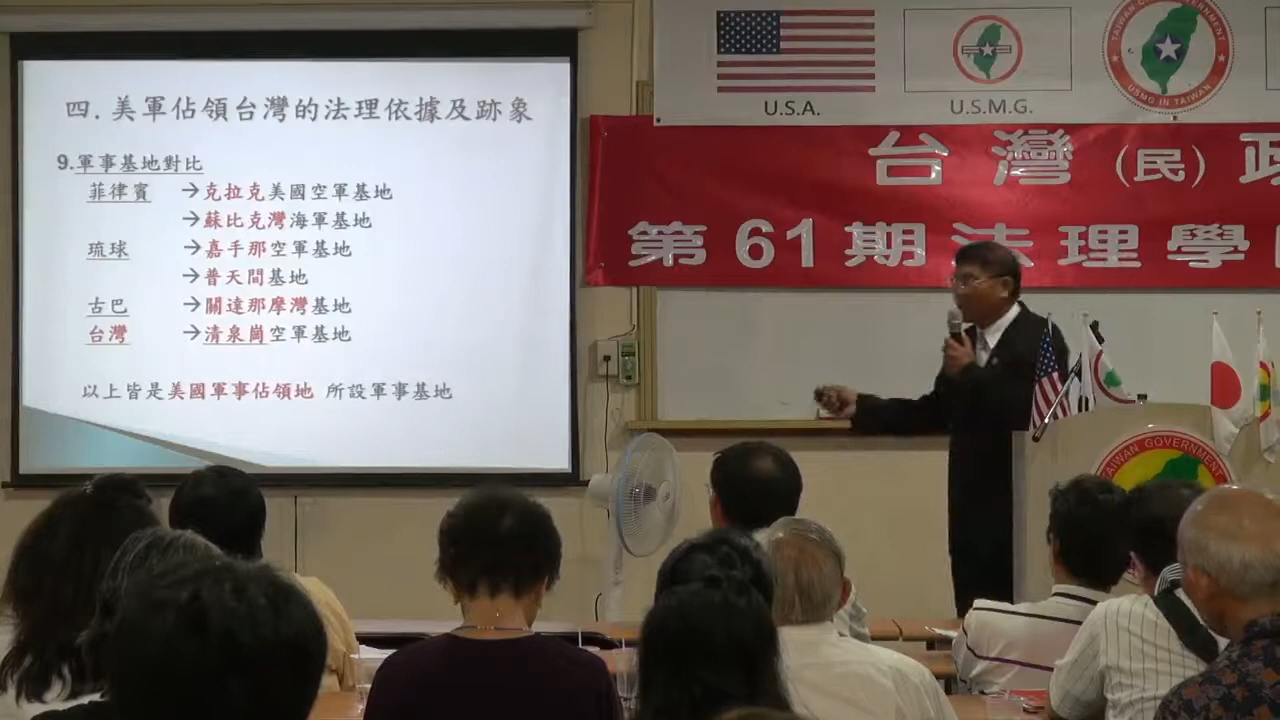 四. 美軍佔領台灣的法理依據及跡象
9.軍事基地對比
菲律賓 →克拉克美國空軍基地
→蘇比克灣海軍基地
琉球 →嘉手那空軍基地
→普天間基地
古巴 →關達那摩灣基地
台灣 →清泉崗空軍基地
以上皆是美國軍事佔領地 所設軍事基地
U.S.A.
U.S.M.G.
USMG IN TAIWAN
台灣(民)政
第61期法理學
TAIWAN GOVERNMENT